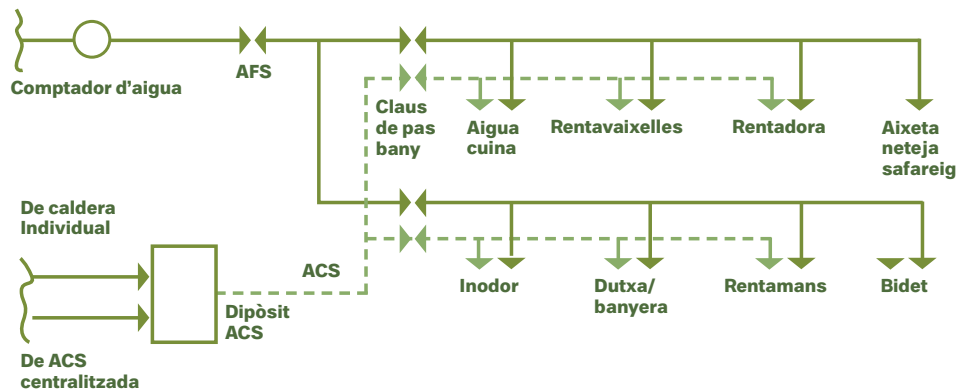 Comptador d'aigua
AFS
Claus
de pas
bany
Aigua
cuina
Rentavaixelles
Rentadora
Aixeta
neteja
safareig
De caldera
Individual
ACS
Dipòsit
ACS
De ACS
centralitzada
Inodor
Dutxa/
banyera
Rentamans
Bidet